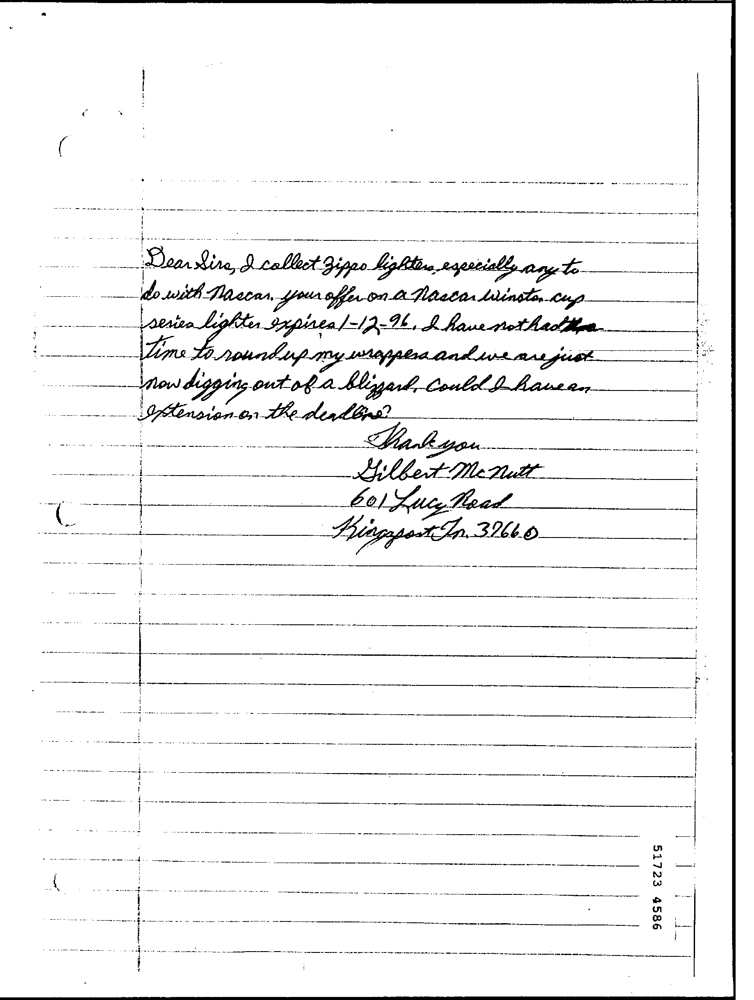 Dear Sirs, I collect Zippo lighters, especially any to
do with Nascar. your offer on a Nascar Winston cup
series lighter expires 1-12-96. I have not had the
time to round up my wrappers and we are just
now digging out of a blizzard. Could I have an
extension on the deadline?
Thank you
Gilbert McNutt
601 Lucy Road
Kingsport Tn. 37660
51723 4586